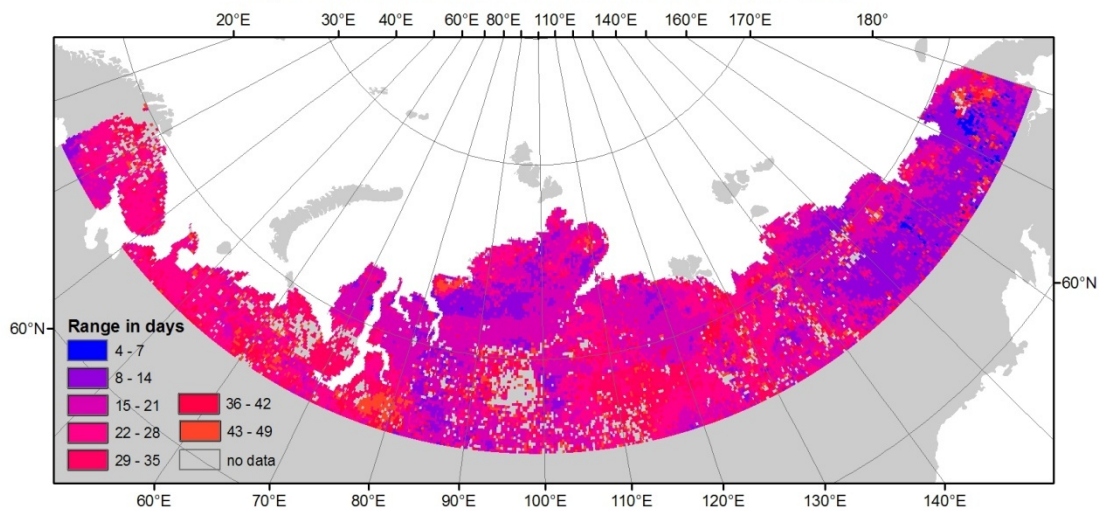 20°E 30°E 40°E 60°E 80°E 110°E 140°E 160°E 170°E 180°
60°N
60°N
Range in days
4 - 7
8 - 14
15 - 21
22 - 28
29 - 35
36 - 42
43 - 49
no data
60°E 70°E 80°E 90°E 100°E 110°E 120°E 130°E 140°E